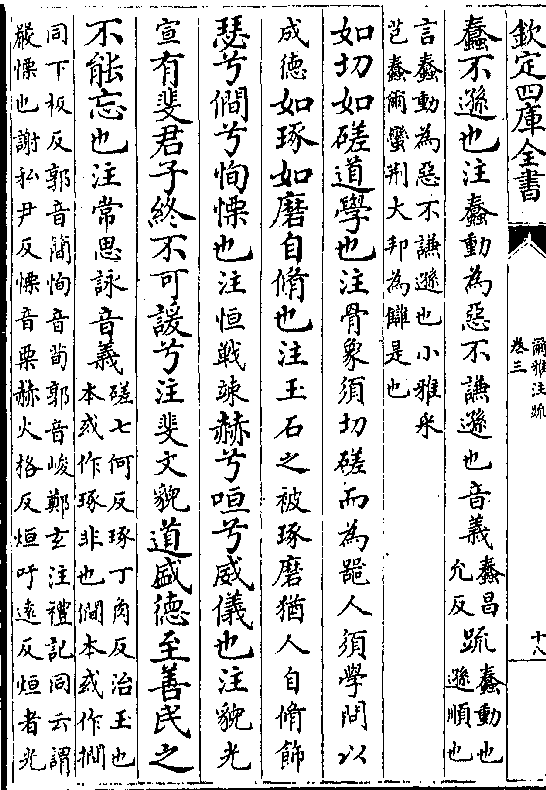 欽定四庫全書
爾雅注疏
卷三
十八
蠢不遜也注蠢動為惡不謙遜也音義蠢昌允反疏蠢動也遜順也
言蠢動為惡不謙遜也小雅采芑蠢爾蠻荆大邦為讎是也
如切如磋道學也注骨象須切磋而為器人須學問以
成德如琢如磨自脩也注玉石之被琢磨猶人自脩飾
瑟兮僩兮恂慄也注恒戰竦赫兮咺兮威儀也注貌光
宣有斐君子終不可諼兮注斐文貌道盛德至善民之
不能忘也注常思詠音義磋七何反琢丁角反治玉也本或作琢非也僩本或作撊
同下板反郭音簡恂音荀郭音峻鄭玄注禮記同云謂嚴慄也謝私尹反慄音栗赫火格反烜吁遠反烜者光